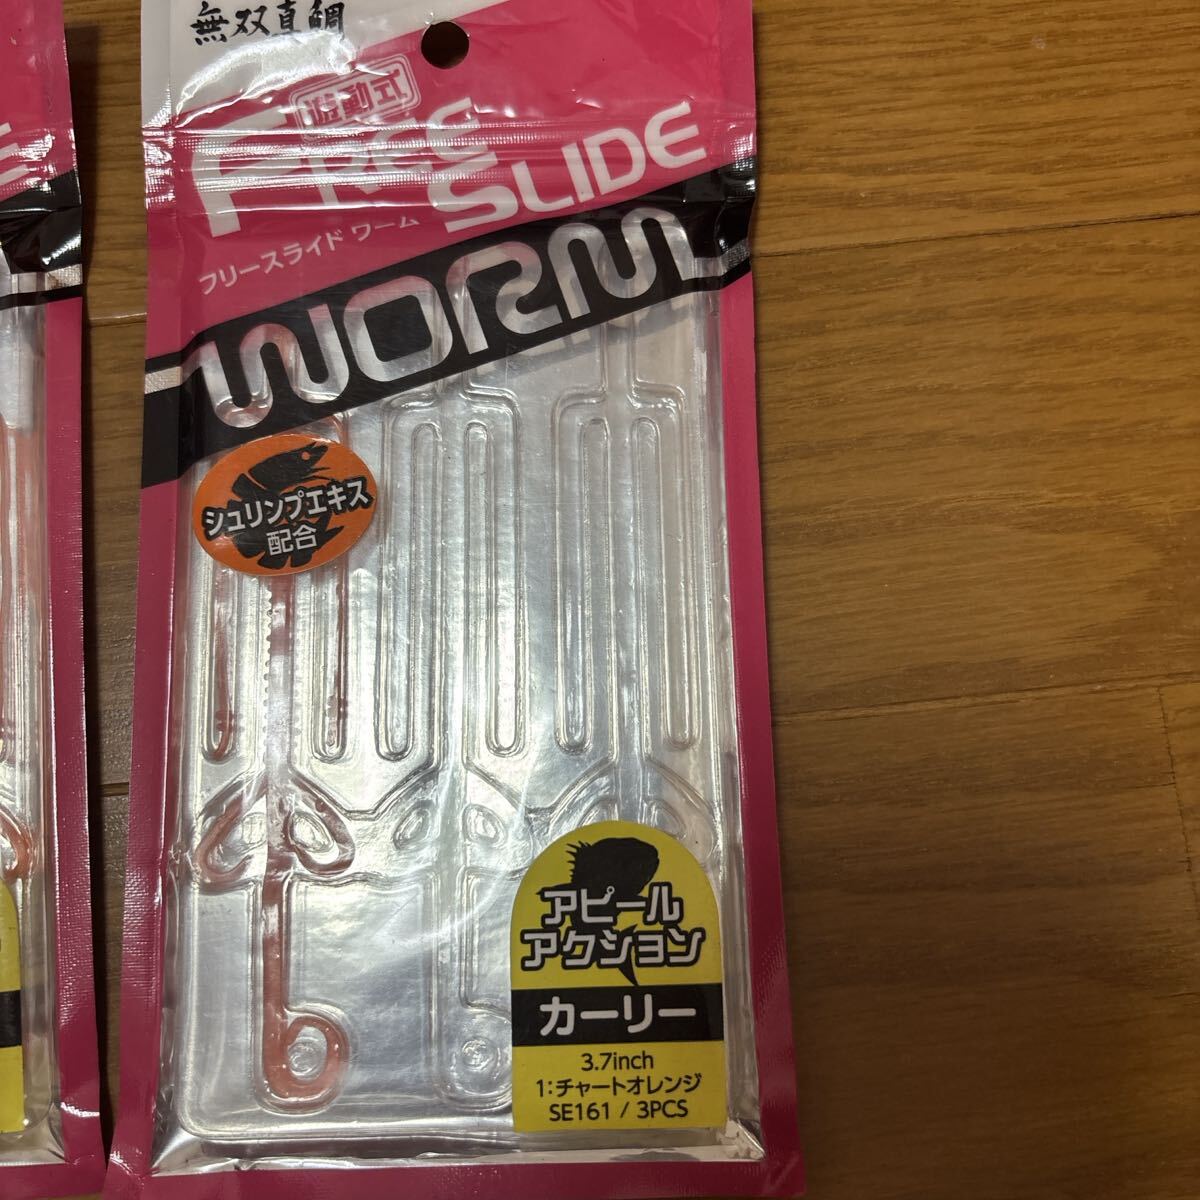 無双真鯛
遊動式
FREE
SLIDE
フリースライド ワーム
WORM
シュリンプエキス
配合
アピール
アクション
カーリー
3.7inch
1:チャートオレンジ
SE161 / 3PCS
E